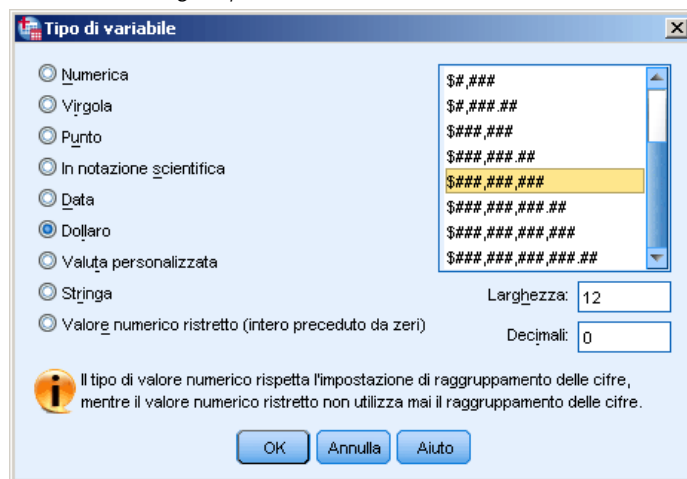 Tipo di variabile
Numerica
Virgola
Punto
In notazione scientifica
Data
Dollaro
Valuta personalizzata
Stringa
Valore numerico ristretto (intero preceduto da zeri)
$#,###
$#,###.##
$###,###
$###,###.##
$###,###,###
$###,###,###.##
$###,###,###,###
$###,###,###,###.##
Larghezza: 12
Decimali: 0
Il tipo di valore numerico rispetta l'impostazione di raggruppamento delle cifre,
mentre il valore numerico ristretto non utilizza mai il raggruppamento delle cifre.
OK Annulla Aiuto